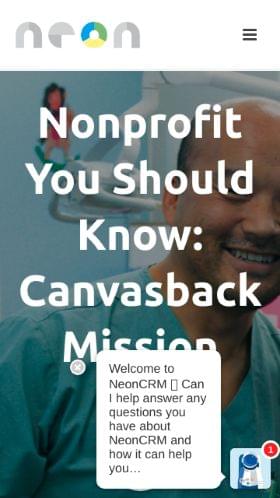 neon
Nonprofit
You Should
Know:
Canvasback
Mission
Welcome to
NeonCRM ▯ Can
I help answer any
questions you
have about
NeonCRM and
how it can help
you…
1